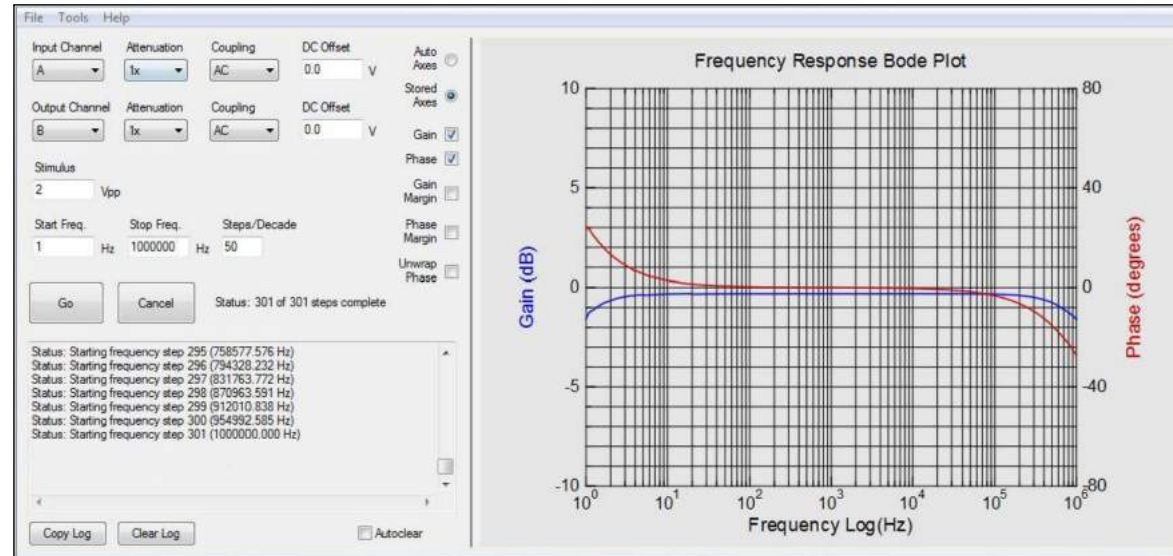 File Tools Help
Input Channel Attenuation Coupling DC Offset
A 1x AC 0.0 V
Output Channel Attenuation Coupling DC Offset
B 1x AC 0.0 V
Stimulus
2 Vpp
Start Freq. Stop Freq. Steps/Decade
1 Hz 1000000 Hz 50
Go Cancel Status: 301 of 301 steps complete
Auto
Axes
Stored
Axes
Gain
Phase
Gain
Margin
Phase
Margin
Unwrap
Phase
Status: Starting frequency step 295 (758577.576 Hz)
Status: Starting frequency step 296 (794328.232 Hz)
Status: Starting frequency step 297 (831763.772 Hz)
Status: Starting frequency step 298 (870963.591 Hz)
Status: Starting frequency step 299 (912010.838 Hz)
Status: Starting frequency step 300 (954992.585 Hz)
Status: Starting frequency step 301 (1000000.000 Hz)
Copy Log Clear Log Autoclear
Frequency Response Bode Plot
10 80
5 40
0 0
-5 -40
-10 -80
Gain (dB)
Phase (degrees)
10^0 10^1 10^2 10^3 10^4 10^5 10^6
Frequency Log(Hz)